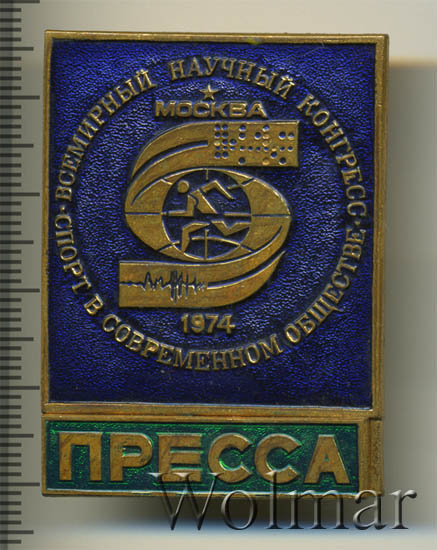 ВСЕМИРНЫЙ НАУЧНЫЙ КОНГРЕСС·
·СПОРТ В СОВРЕМЕННОМ ОБЩЕСТВЕ·
МОСКВА
1974
ПРЕССА
Wolmar